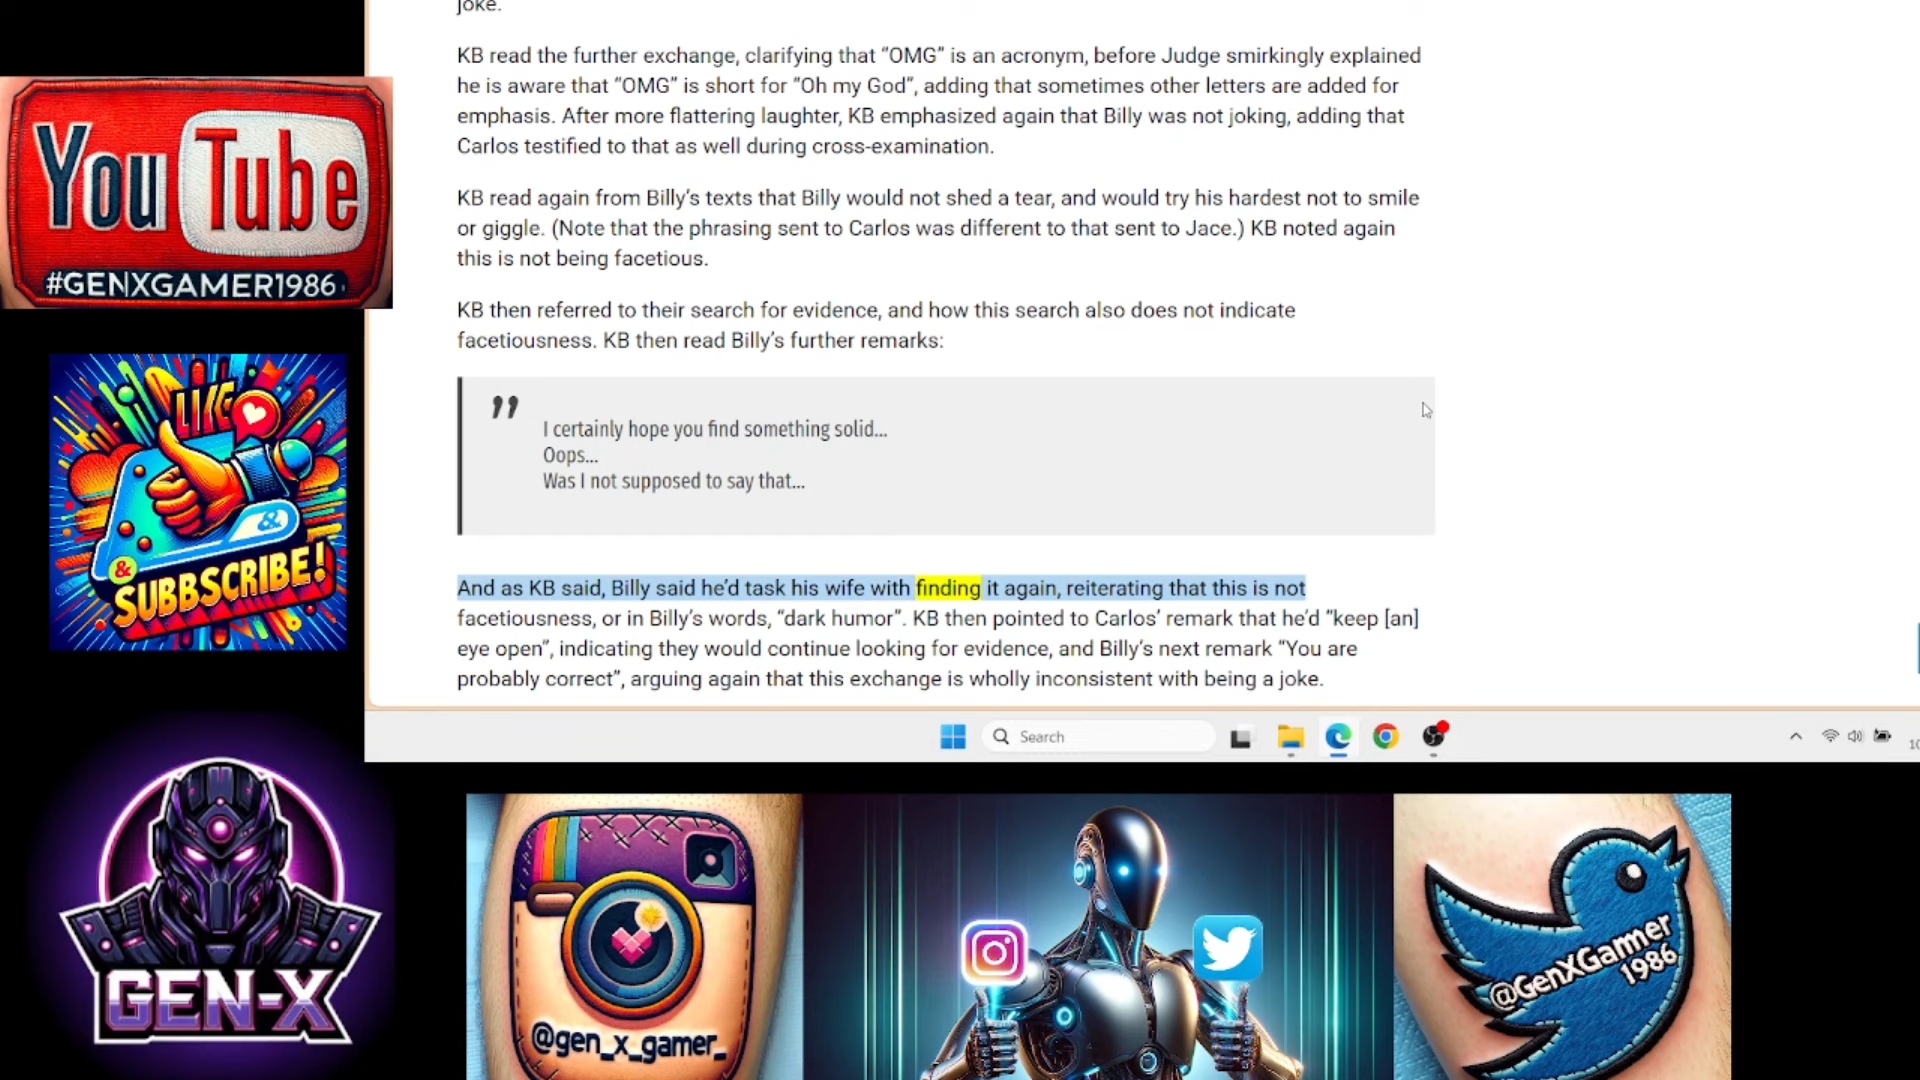 joke.
KB read the further exchange, clarifying that “OMG” is an acronym, before Judge smirkingly explained
he is aware that “OMG” is short for “Oh my God”, adding that sometimes other letters are added for
emphasis. After more flattering laughter, KB emphasized again that Billy was not joking, adding that
Carlos testified to that as well during cross-examination.
KB read again from Billy’s texts that Billy would not shed a tear, and would try his hardest not to smile
or giggle. (Note that the phrasing sent to Carlos was different to that sent to Jace.) KB noted again
this is not being facetious.
KB then referred to their search for evidence, and how this search also does not indicate
facetiousness. KB then read Billy’s further remarks:
”
I certainly hope you find something solid...
Oops...
Was I not supposed to say that...
And as KB said, Billy said he’d task his wife with finding it again, reiterating that this is not
facetiousness, or in Billy’s words, “dark humor”. KB then pointed to Carlos’ remark that he’d “keep [an]
eye open”, indicating they would continue looking for evidence, and Billy’s next remark “You are
probably correct”, arguing again that this exchange is wholly inconsistent with being a joke.
Search
10
YouTube
#GENXGAMER1986
LIKE
&
&
SUBBSCRIBE!
GEN-X
@gen_x_gamer_
@GenXGamer
1986